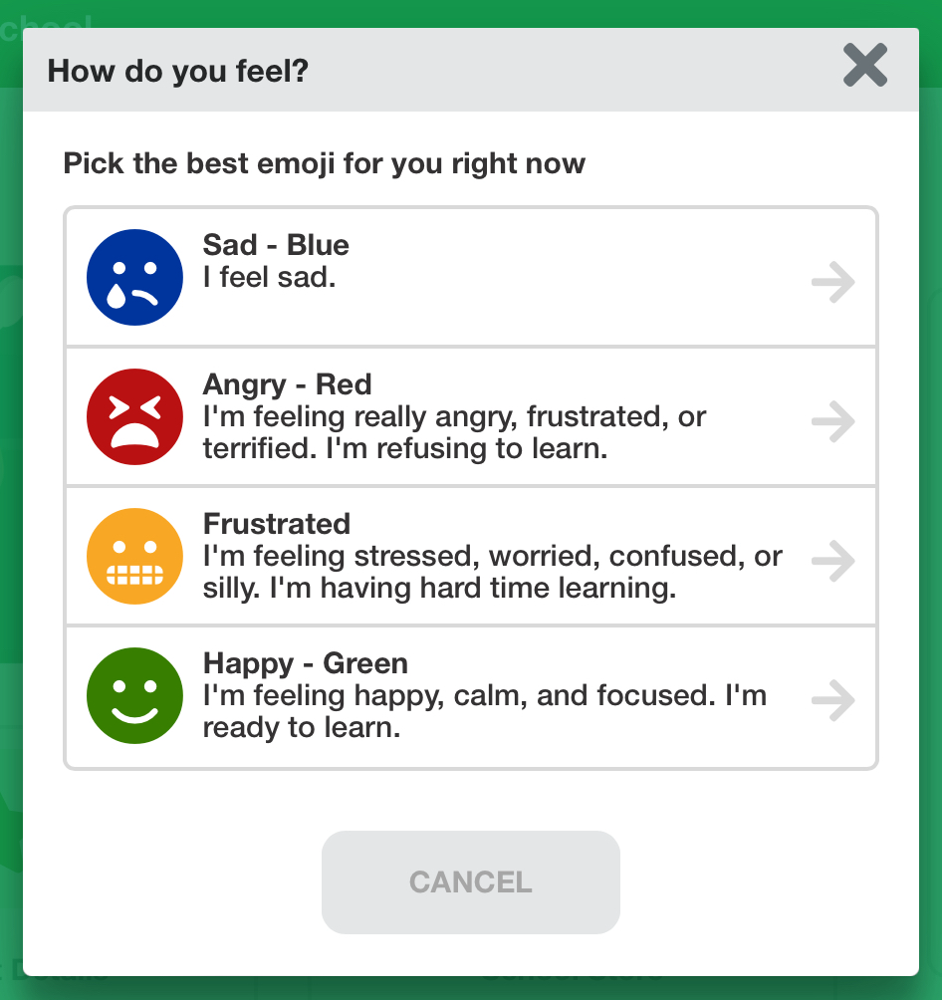 How do you feel?
Pick the best emoji for you right now
Sad - Blue
I feel sad.
Angry - Red
I'm feeling really angry, frustrated, or
terrified. I'm refusing to learn.
Frustrated
I'm feeling stressed, worried, confused, or
silly. I'm having hard time learning.
Happy - Green
I'm feeling happy, calm, and focused. I'm
ready to learn.
CANCEL